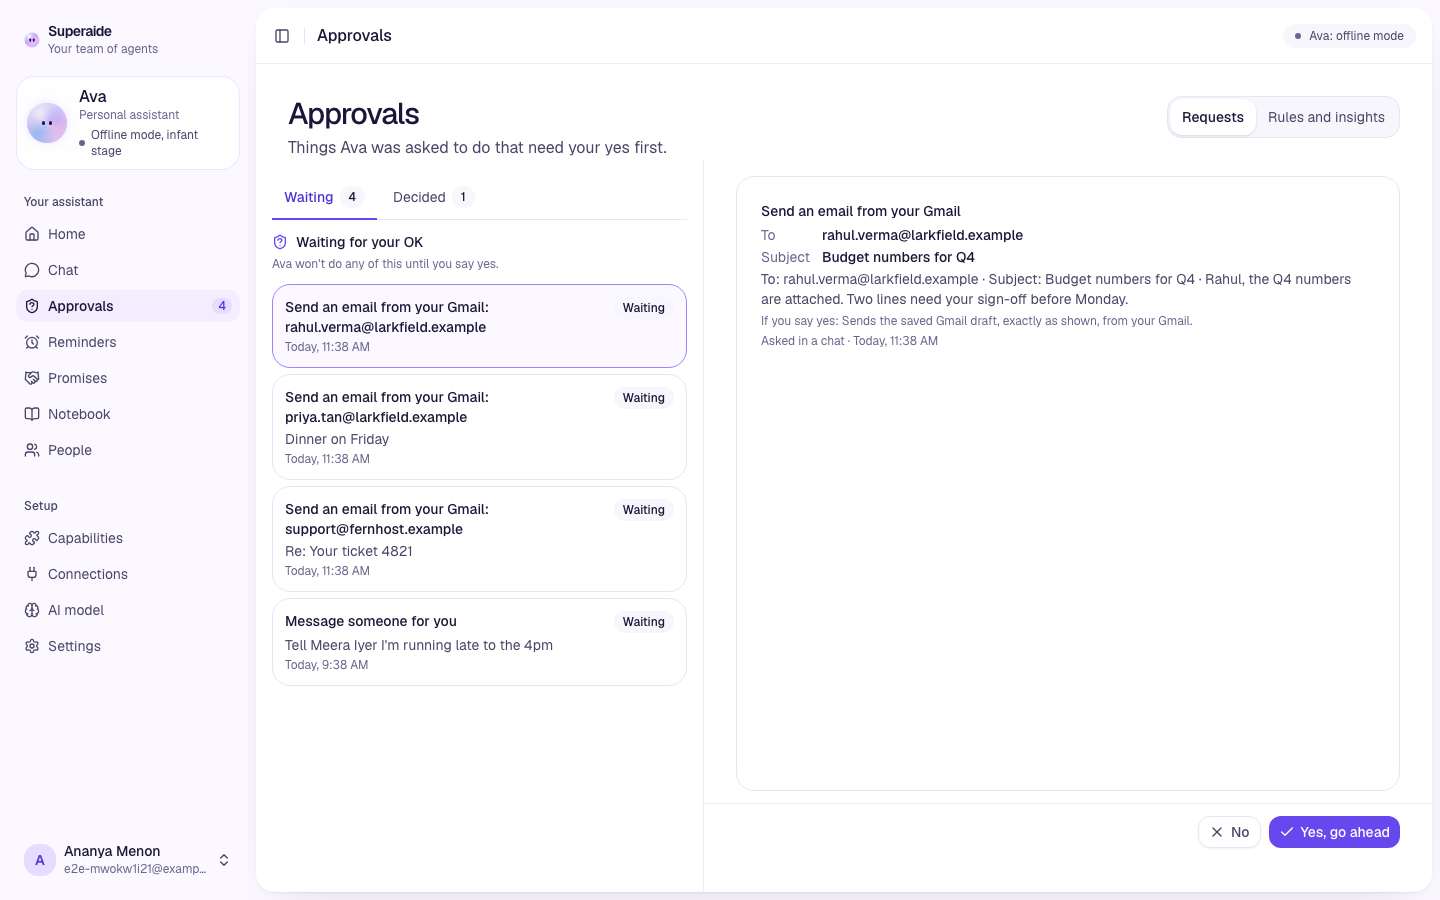 Superaide
Your team of agents
Ava
Personal assistant
Offline mode, infant
stage
Your assistant
Home
Chat
Approvals 4
Reminders
Promises
Notebook
People
Setup
Capabilities
Connections
AI model
Settings
A
Ananya Menon
e2e-mwokw1i21@examp...
Approvals
Ava: offline mode
Approvals
Things Ava was asked to do that need your yes first.
Requests
Rules and insights
Waiting 4
Decided 1
Waiting for your OK
Ava won't do any of this until you say yes.
Send an email from your Gmail:
rahul.verma@larkfield.example
Waiting
Today, 11:38 AM
Send an email from your Gmail:
priya.tan@larkfield.example
Waiting
Dinner on Friday
Today, 11:38 AM
Send an email from your Gmail:
support@fernhost.example
Waiting
Re: Your ticket 4821
Today, 11:38 AM
Message someone for you
Waiting
Tell Meera Iyer I'm running late to the 4pm
Today, 9:38 AM
Send an email from your Gmail
To rahul.verma@larkfield.example
Subject Budget numbers for Q4
To: rahul.verma@larkfield.example · Subject: Budget numbers for Q4 · Rahul, the Q4 numbers
are attached. Two lines need your sign-off before Monday.
If you say yes: Sends the saved Gmail draft, exactly as shown, from your Gmail.
Asked in a chat · Today, 11:38 AM
No
Yes, go ahead